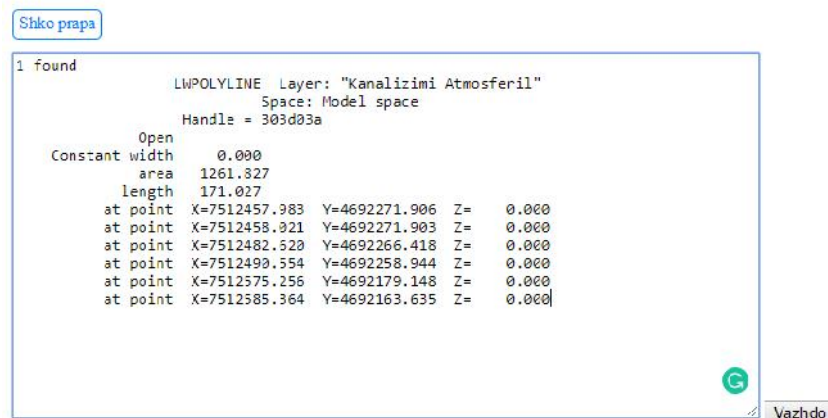 Shko prapa
1 found
LWPOLYLINE Layer: "Kanalizimi Atmosferil"
Space: Model space
Handle = 303d03a
Open
Constant width 0.000
area 1261.827
length 171.027
at point X=7512457.983 Y=4692271.906 Z= 0.000
at point X=7512458.021 Y=4692271.903 Z= 0.000
at point X=7512482.620 Y=4692266.418 Z= 0.000
at point X=7512490.554 Y=4692258.944 Z= 0.000
at point X=7512575.256 Y=4692179.148 Z= 0.000
at point X=7512585.364 Y=4692163.635 Z= 0.000
Vazhdo